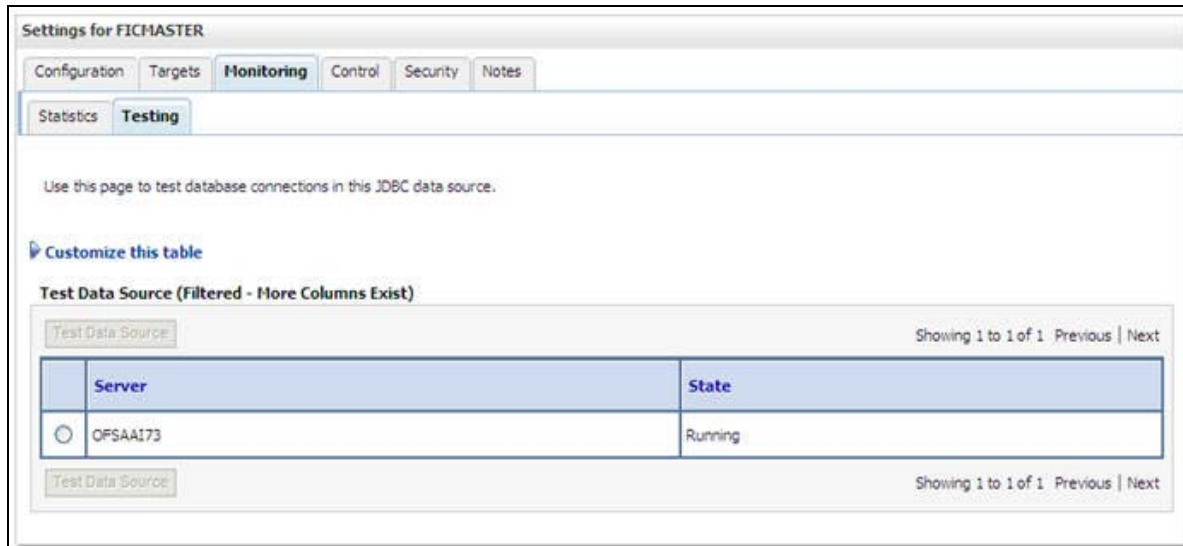 Settings for FICMASTER
Configuration Targets Monitoring Control Security Notes
Statistics Testing
Use this page to test database connections in this JDBC data source.
Customize this table
Test Data Source (Filtered - More Columns Exist)
Test Data Source Showing 1 to 1 of 1 Previous | Next
Server State
OFSAAI73 Running
Test Data Source Showing 1 to 1 of 1 Previous | Next